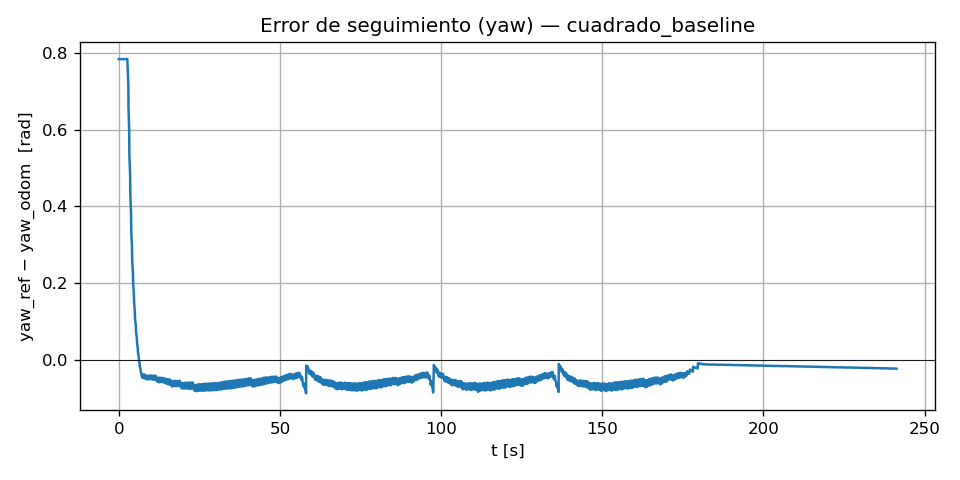 Error de seguimiento (yaw) — cuadrado_baseline
yaw_ref − yaw_odom [rad]
0.8
0.6
0.4
0.2
0.0
0 50 100 150 200 250
t [s]